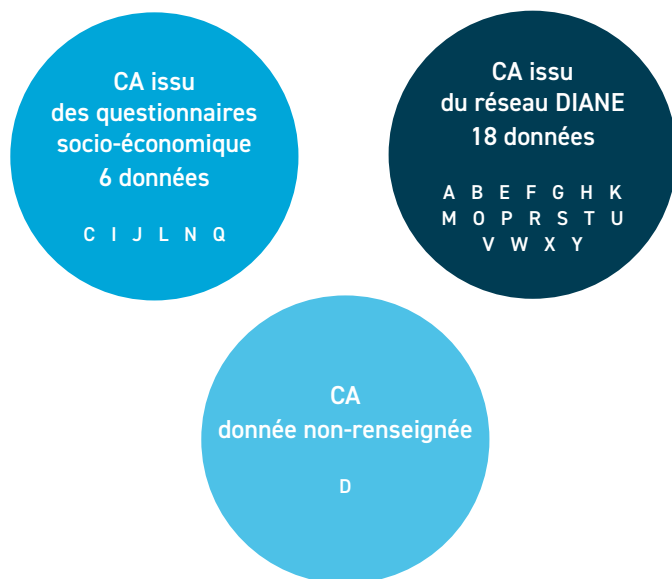 CA issu
des questionnaires
socio-économique
6 données
C I J L N Q
CA issu
du réseau DIANE
18 données
A B E F G H K
M O P R S T U
V W X Y
CA
donnée non-renseignée
D